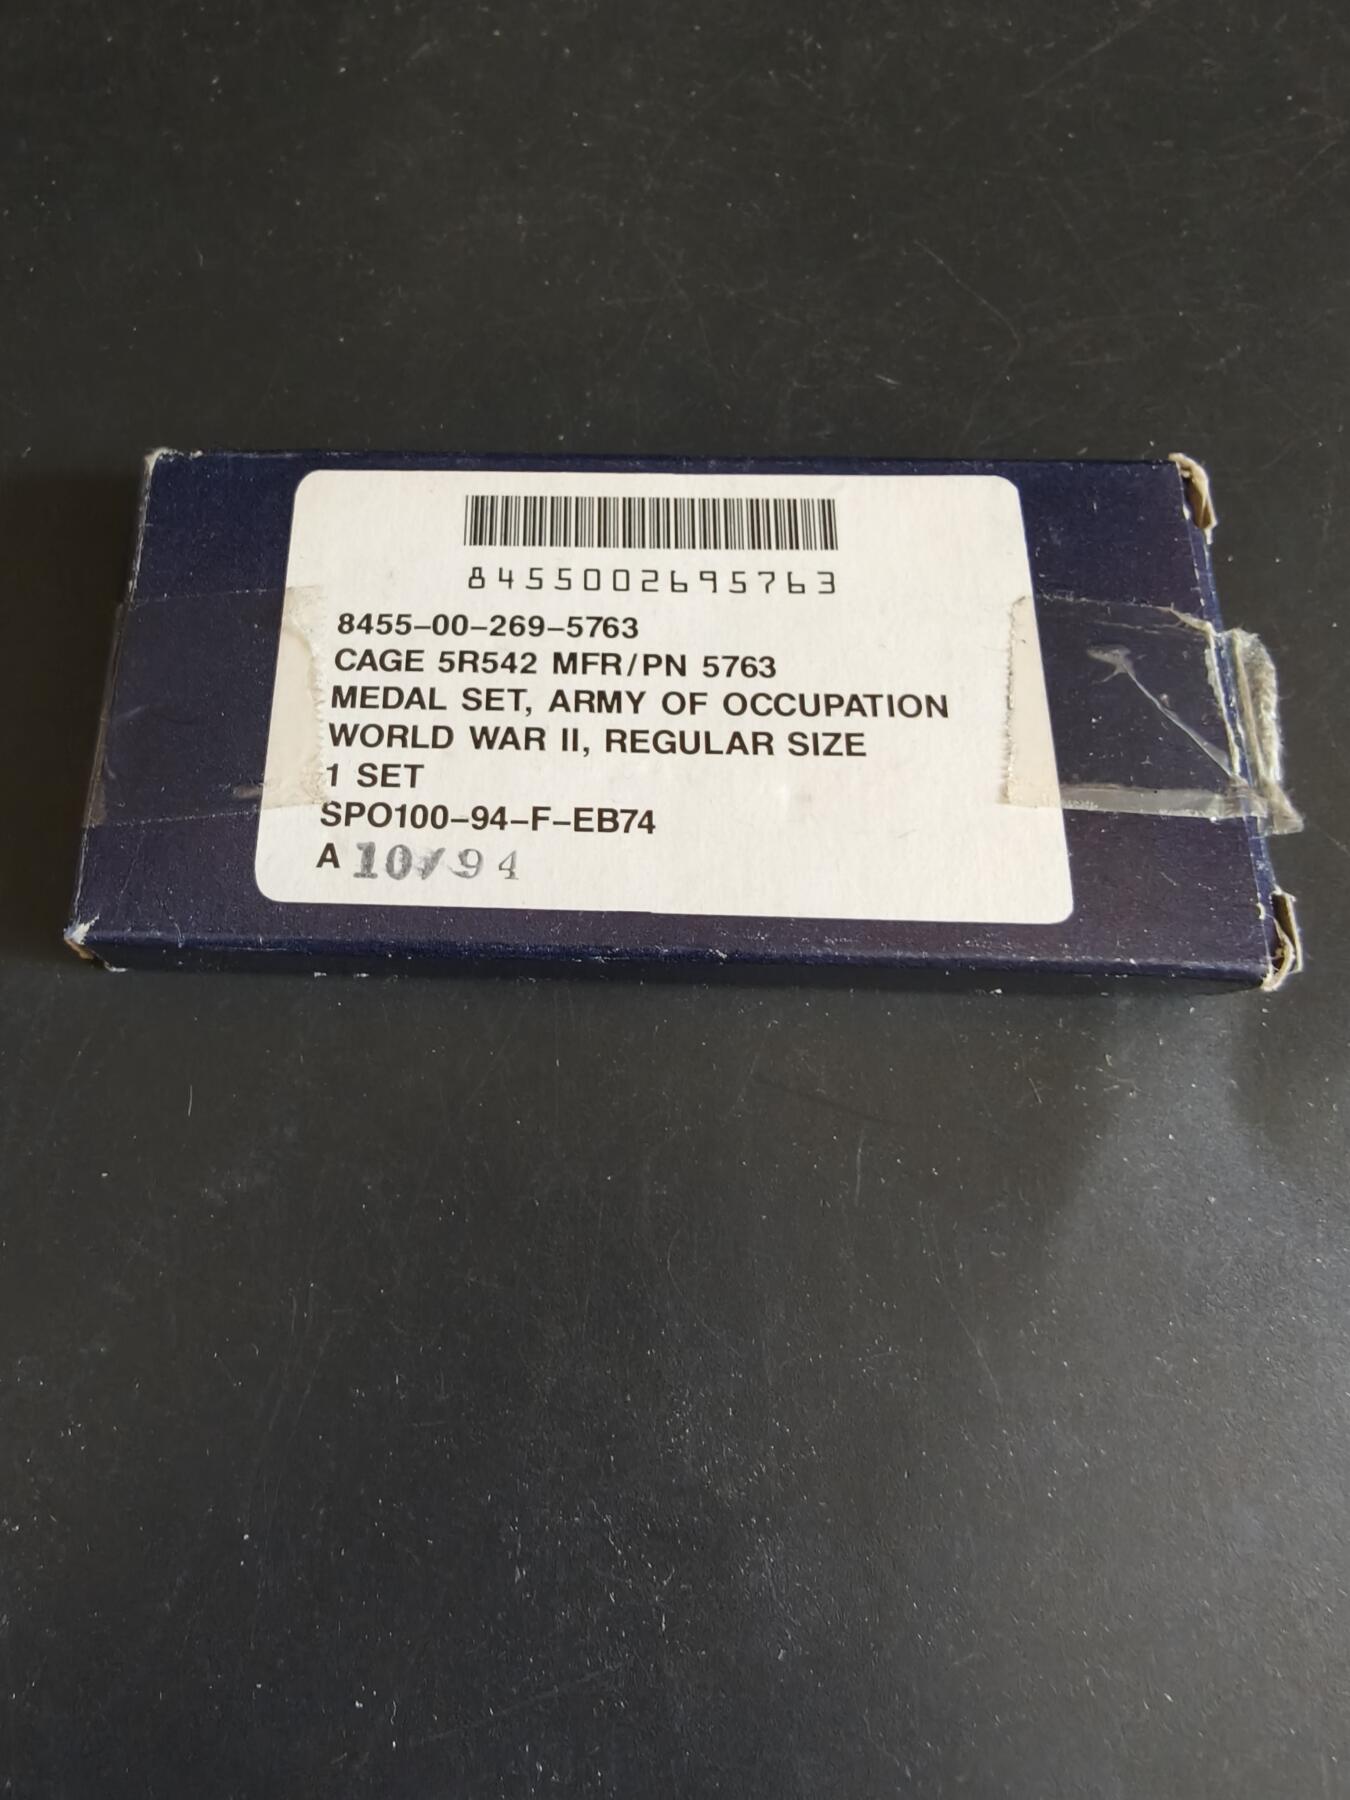 8455002695763
8455-00-269-5763
CAGE 5R542 MFR/PN 5763
MEDAL SET, ARMY OF OCCUPATION
WORLD WAR II, REGULAR SIZE
1 SET
SPO100-94-F-EB74
A 10/94